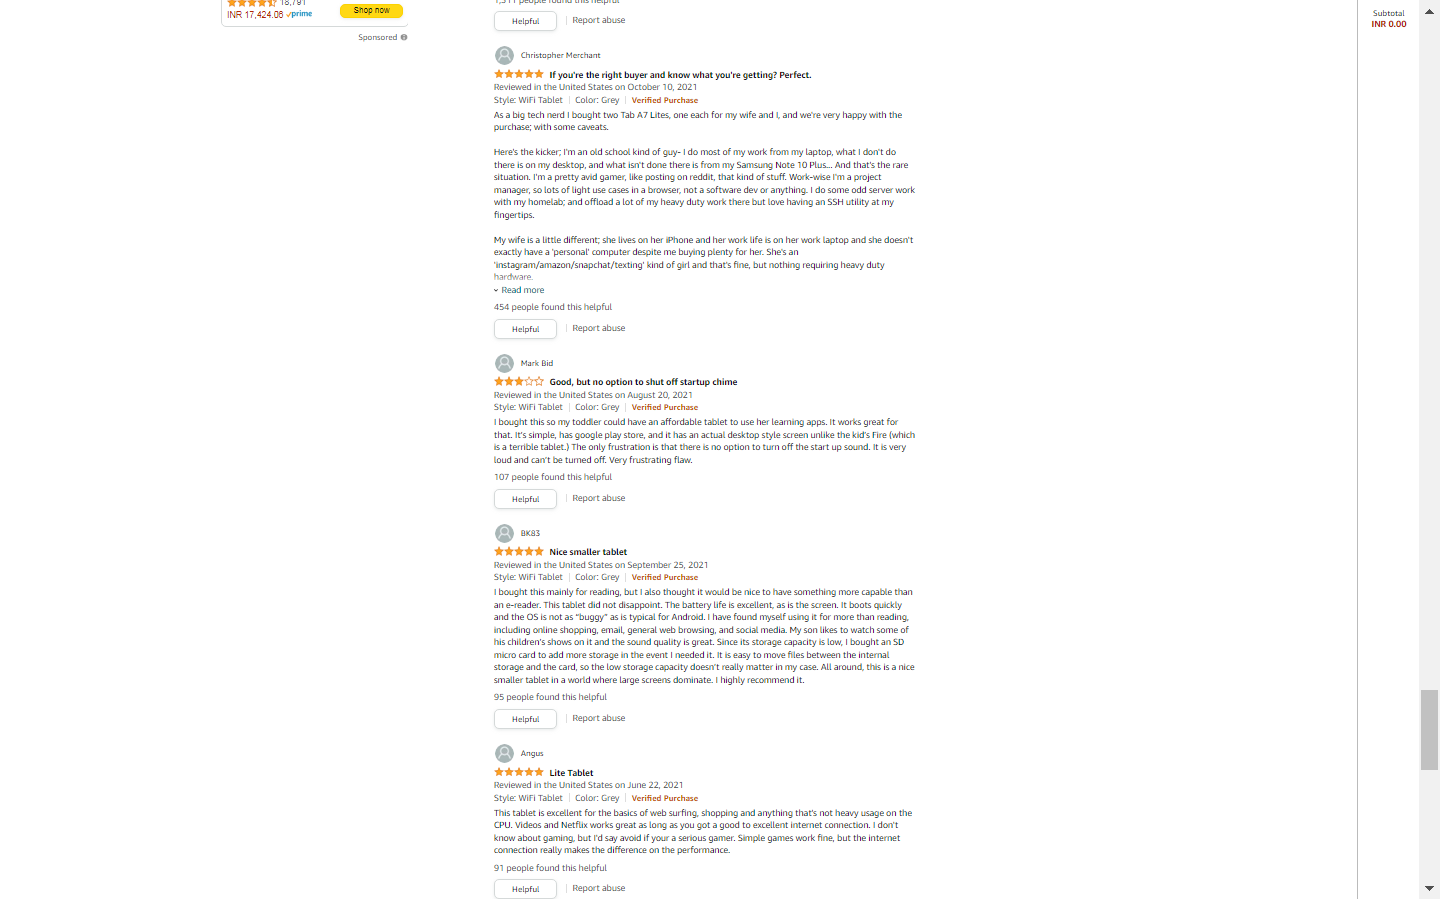 18,791
INR 17,424.06 prime
Shop now
Sponsored
1,511 people found this helpful
Helpful
Report abuse
Christopher Merchant
If you're the right buyer and know what you're getting? Perfect.
Reviewed in the United States on October 10, 2021
Style: WiFi Tablet | Color: Grey | Verified Purchase
As a big tech nerd I bought two Tab A7 Lites, one each for my wife and I, and we're very happy with the
purchase; with some caveats.
Here's the kicker; I'm an old school kind of guy- I do most of my work from my laptop, what I don't do
there is on my desktop, and what isn't done there is from my Samsung Note 10 Plus... And that's the rare
situation. I'm a pretty avid gamer, like posting on reddit, that kind of stuff. Work-wise I'm a project
manager, so lots of light use cases in a browser, not a software dev or anything. I do some odd server work
with my homelab; and offload a lot of my heavy duty work there but love having an SSH utility at my
fingertips.
My wife is a little different; she lives on her iPhone and her work life is on her work laptop and she doesn't
exactly have a 'personal' computer despite me buying plenty for her. She's an
'instagram/amazon/snapchat/texting' kind of girl and that's fine, but nothing requiring heavy duty
hardware.
Read more
454 people found this helpful
Helpful
Report abuse
Mark Bid
Good, but no option to shut off startup chime
Reviewed in the United States on August 20, 2021
Style: WiFi Tablet | Color: Grey | Verified Purchase
I bought this so my toddler could have an affordable tablet to use her learning apps. It works great for
that. It's simple, has google play store, and it has an actual desktop style screen unlike the kid's Fire (which
is a terrible tablet.) The only frustration is that there is no option to turn off the start up sound. It is very
loud and can't be turned off. Very frustrating flaw.
107 people found this helpful
Helpful
Report abuse
BK83
Nice smaller tablet
Reviewed in the United States on September 25, 2021
Style: WiFi Tablet | Color: Grey | Verified Purchase
I bought this mainly for reading, but I also thought it would be nice to have something more capable than
an e-reader. This tablet did not disappoint. The battery life is excellent, as is the screen. It boots quickly
and the OS is not as “buggy” as is typical for Android. I have found myself using it for more than reading,
including online shopping, email, general web browsing, and social media. My son likes to watch some of
his children's shows on it and the sound quality is great. Since its storage capacity is low, I bought an SD
micro card to add more storage in the event I needed it. It is easy to move files between the internal
storage and the card, so the low storage capacity doesn't really matter in my case. All around, this is a nice
smaller tablet in a world where large screens dominate. I highly recommend it.
95 people found this helpful
Helpful
Report abuse
Angus
Lite Tablet
Reviewed in the United States on June 22, 2021
Style: WiFi Tablet | Color: Grey | Verified Purchase
This tablet is excellent for the basics of web surfing, shopping and anything that's not heavy usage on the
CPU. Videos and Netflix works great as long as you got a good to excellent internet connection. I don't
know about gaming, but I'd say avoid if your a serious gamer. Simple games work fine, but the internet
connection really makes the difference on the performance.
91 people found this helpful
Helpful
Report abuse
Subtotal
INR 0.00